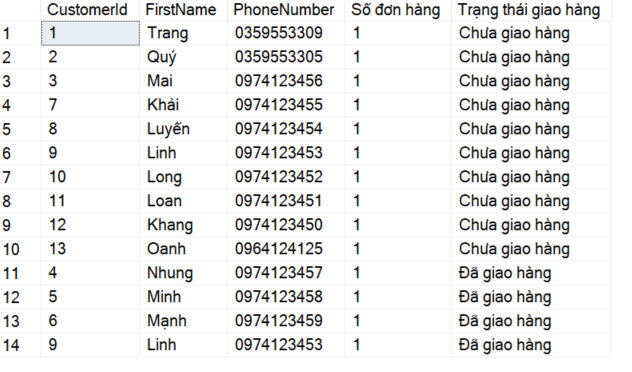 CustomerId FirstName PhoneNumber Số đơn hàng Trạng thái giao hàng
1 1 Trang 0359553309 1 Chưa giao hàng
2 2 Quý 0359553305 1 Chưa giao hàng
3 3 Mai 0974123456 1 Chưa giao hàng
4 7 Khải 0974123455 1 Chưa giao hàng
5 8 Luyến 0974123454 1 Chưa giao hàng
6 9 Linh 0974123453 1 Chưa giao hàng
7 10 Long 0974123452 1 Chưa giao hàng
8 11 Loan 0974123451 1 Chưa giao hàng
9 12 Khang 0974123450 1 Chưa giao hàng
10 13 Oanh 0964124125 1 Chưa giao hàng
11 4 Nhung 0974123457 1 Đã giao hàng
12 5 Minh 0974123458 1 Đã giao hàng
13 6 Mạnh 0974123459 1 Đã giao hàng
14 9 Linh 0974123453 1 Đã giao hàng